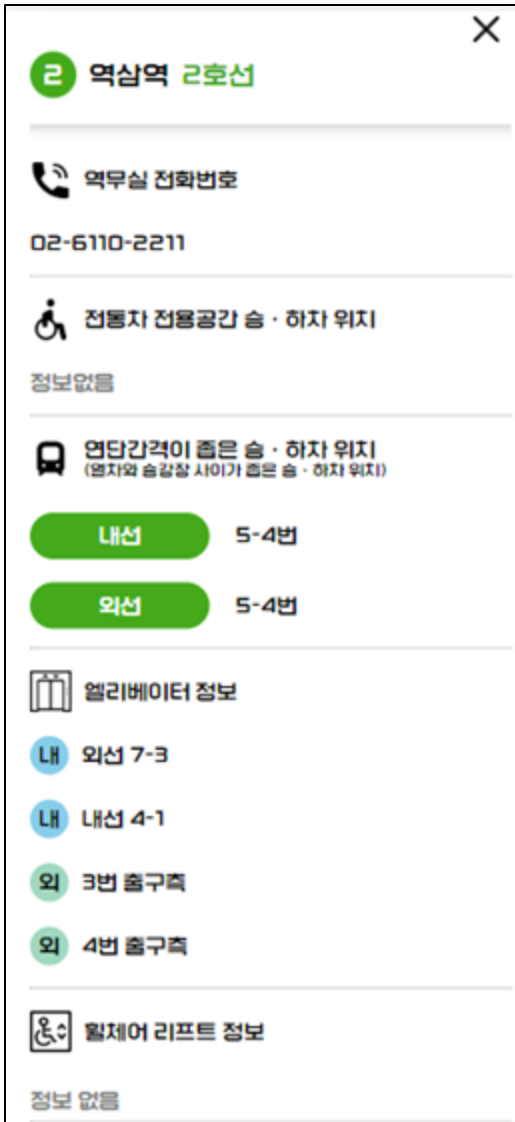 2 역삼역 2호선
역무실 전화번호
02-6110-2211
전동차 전용공간 승 · 하차 위치
정보없음
연단간격이 좁은 승 · 하차 위치
(열차와 승강장 사이가 좁은 승 · 하차 위치)
내선 5-4번
외선 5-4번
엘리베이터 정보
내 외선 7-3
내 내선 4-1
외 3번 출구측
외 4번 출구측
휠체어 리프트 정보
정보 없음